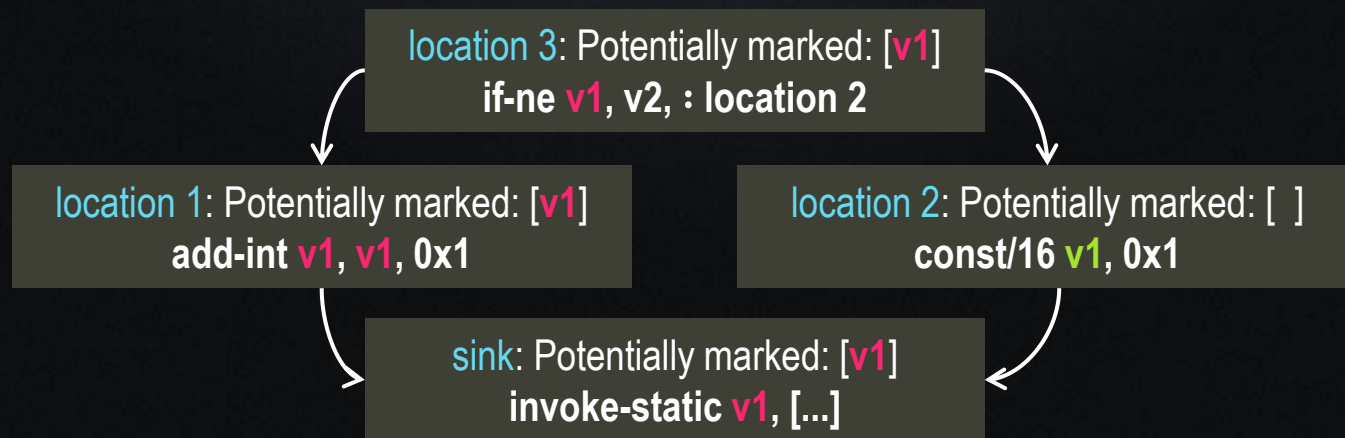 location 3: Potentially marked: [v1]
if-ne v1, v2, : location 2
location 1: Potentially marked: [v1]
add-int v1, v1, 0x1
location 2: Potentially marked: [ ]
const/16 v1, 0x1
sink: Potentially marked: [v1]
invoke-static v1, [...]